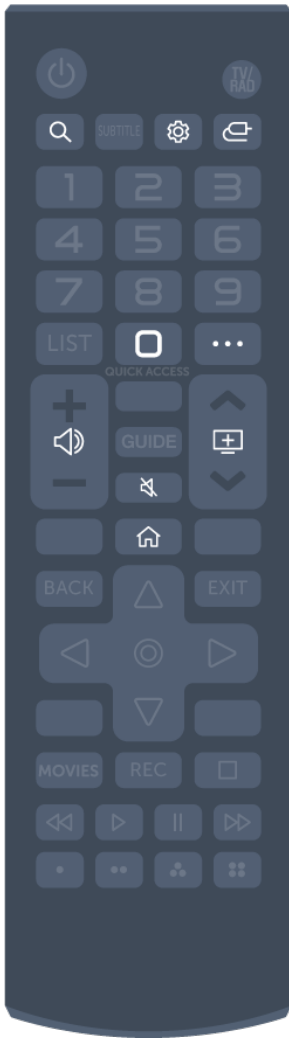 TV/
RAD
SUBTITLE
1 2 3
4 5 6
7 8 9
LIST 0 ...
QUICK ACCESS
GUIDE
BACK EXIT
MOVIES REC